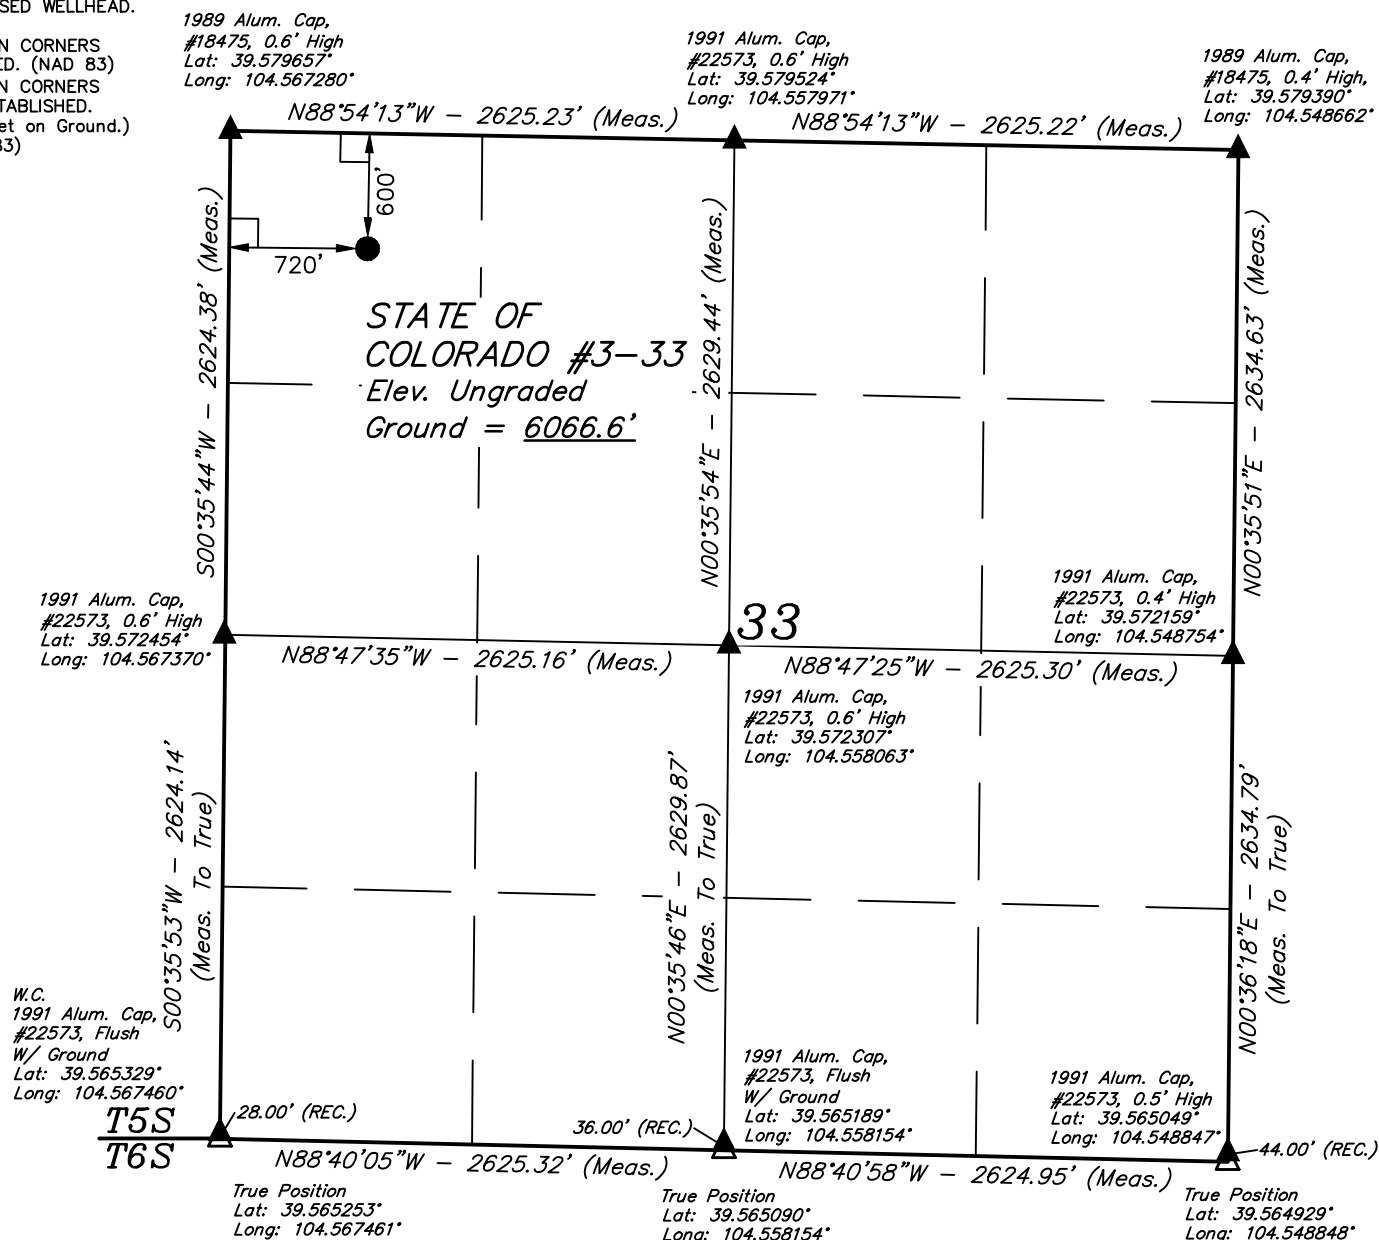 SED WELLHEAD.
N CORNERS
ED. (NAD 83)
N CORNERS
TABLISHED.
et on Ground.)
83)
1989 Alum. Cap,
#18475, 0.6' High
Lat: 39.579657°
Long: 104.567280°
1991 Alum. Cap,
#22573, 0.6' High
Lat: 39.579524°
Long: 104.557971°
1989 Alum. Cap,
#18475, 0.4' High,
Lat: 39.579390°
Long: 104.548662°
N88°54'13"W - 2625.23' (Meas.)
N88°54'13"W - 2625.22' (Meas.)
600'
720'
S00°35'44"W - 2624.38' (Meas.)
N00°35'54"E - 2629.44' (Meas.)
N00°35'51"E - 2634.63' (Meas.)
STATE OF
COLORADO #3-33
Elev. Ungraded
Ground = 6066.6'
1991 Alum. Cap,
#22573, 0.6' High
Lat: 39.572454°
Long: 104.567370°
33
1991 Alum. Cap,
#22573, 0.4' High
Lat: 39.572159°
Long: 104.548754°
N88°47'35"W - 2625.16' (Meas.)
N88°47'25"W - 2625.30' (Meas.)
1991 Alum. Cap,
#22573, 0.6' High
Lat: 39.572307°
Long: 104.558063°
S00°35'53"W - 2624.14'
(Meas. To True)
N00°35'46"E - 2629.87'
(Meas. To True)
N00°36'18"E - 2634.79'
(Meas. To True)
W.C.
1991 Alum. Cap,
#22573, Flush
W/ Ground
Lat: 39.565329°
Long: 104.567460°
1991 Alum. Cap,
#22573, Flush
W/ Ground
Lat: 39.565189°
Long: 104.558154°
1991 Alum. Cap,
#22573, 0.5' High
Lat: 39.565049°
Long: 104.548847°
T5S
T6S
28.00' (REC.)
36.00' (REC.)
44.00' (REC.)
N88°40'05"W - 2625.32' (Meas.)
N88°40'58"W - 2624.95' (Meas.)
True Position
Lat: 39.565253°
Long: 104.567461°
True Position
Lat: 39.565090°
Long: 104.558154°
True Position
Lat: 39.564929°
Long: 104.548848°